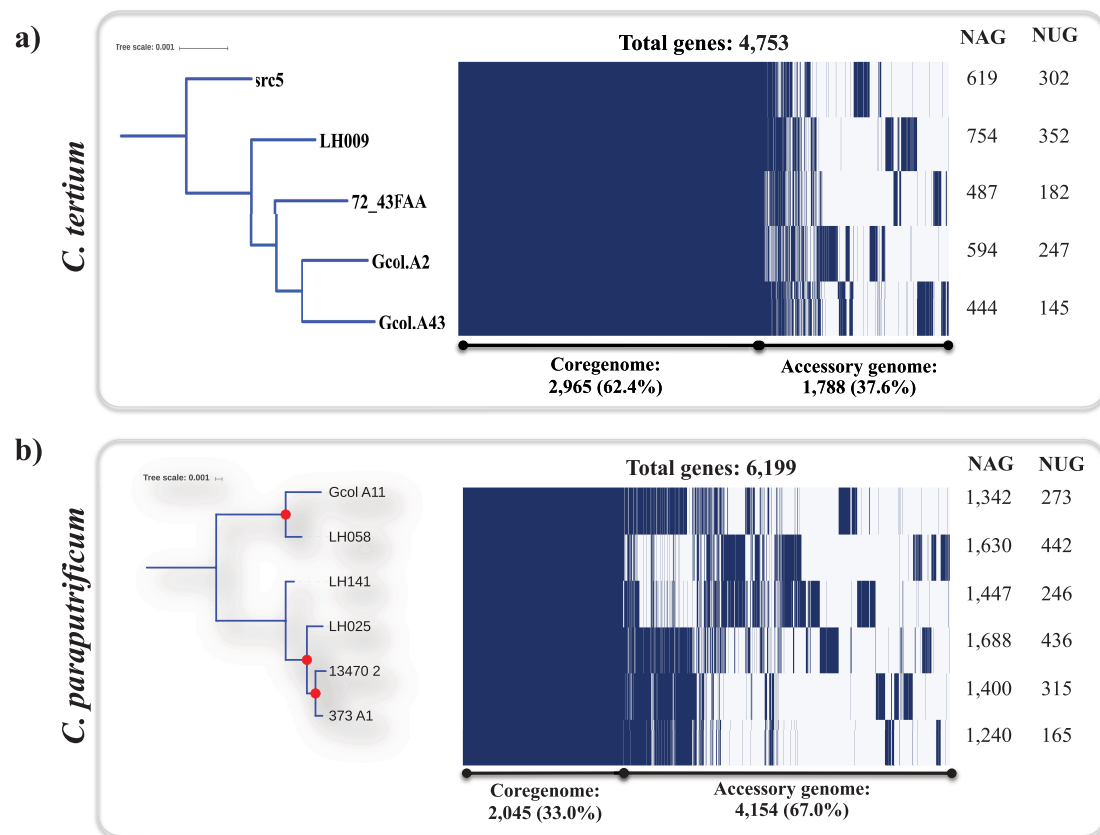 a)
Tree scale: 0.001
Total genes: 4,753
NAG NUG
C. tertium
src5
619 302
LH009
754 352
72_43FAA
487 182
Gcol.A2
594 247
Gcol.A43
444 145
Coregenome:
2,965 (62.4%)
Accessory genome:
1,788 (37.6%)
b)
Tree scale: 0.001
Total genes: 6,199
NAG NUG
C. paraputrificum
Gcol A11
1,342 273
LH058
1,630 442
LH141
1,447 246
LH025
1,688 436
13470 2
1,400 315
373 A1
1,240 165
Coregenome:
2,045 (33.0%)
Accessory genome:
4,154 (67.0%)